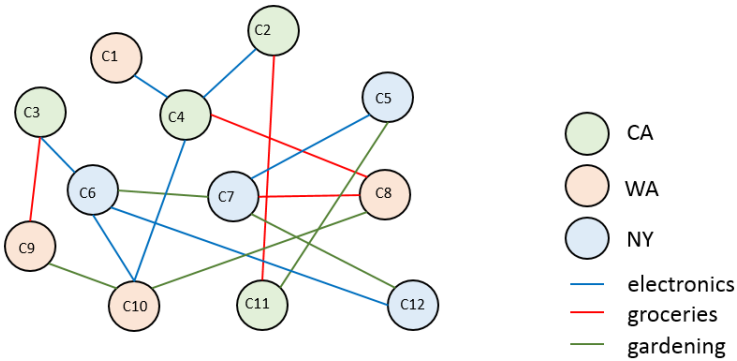 C2
C1
C5
C3
C4
C6
C7
C8
C9
C10
C11
C12
CA
WA
NY
electronics
groceries
gardening